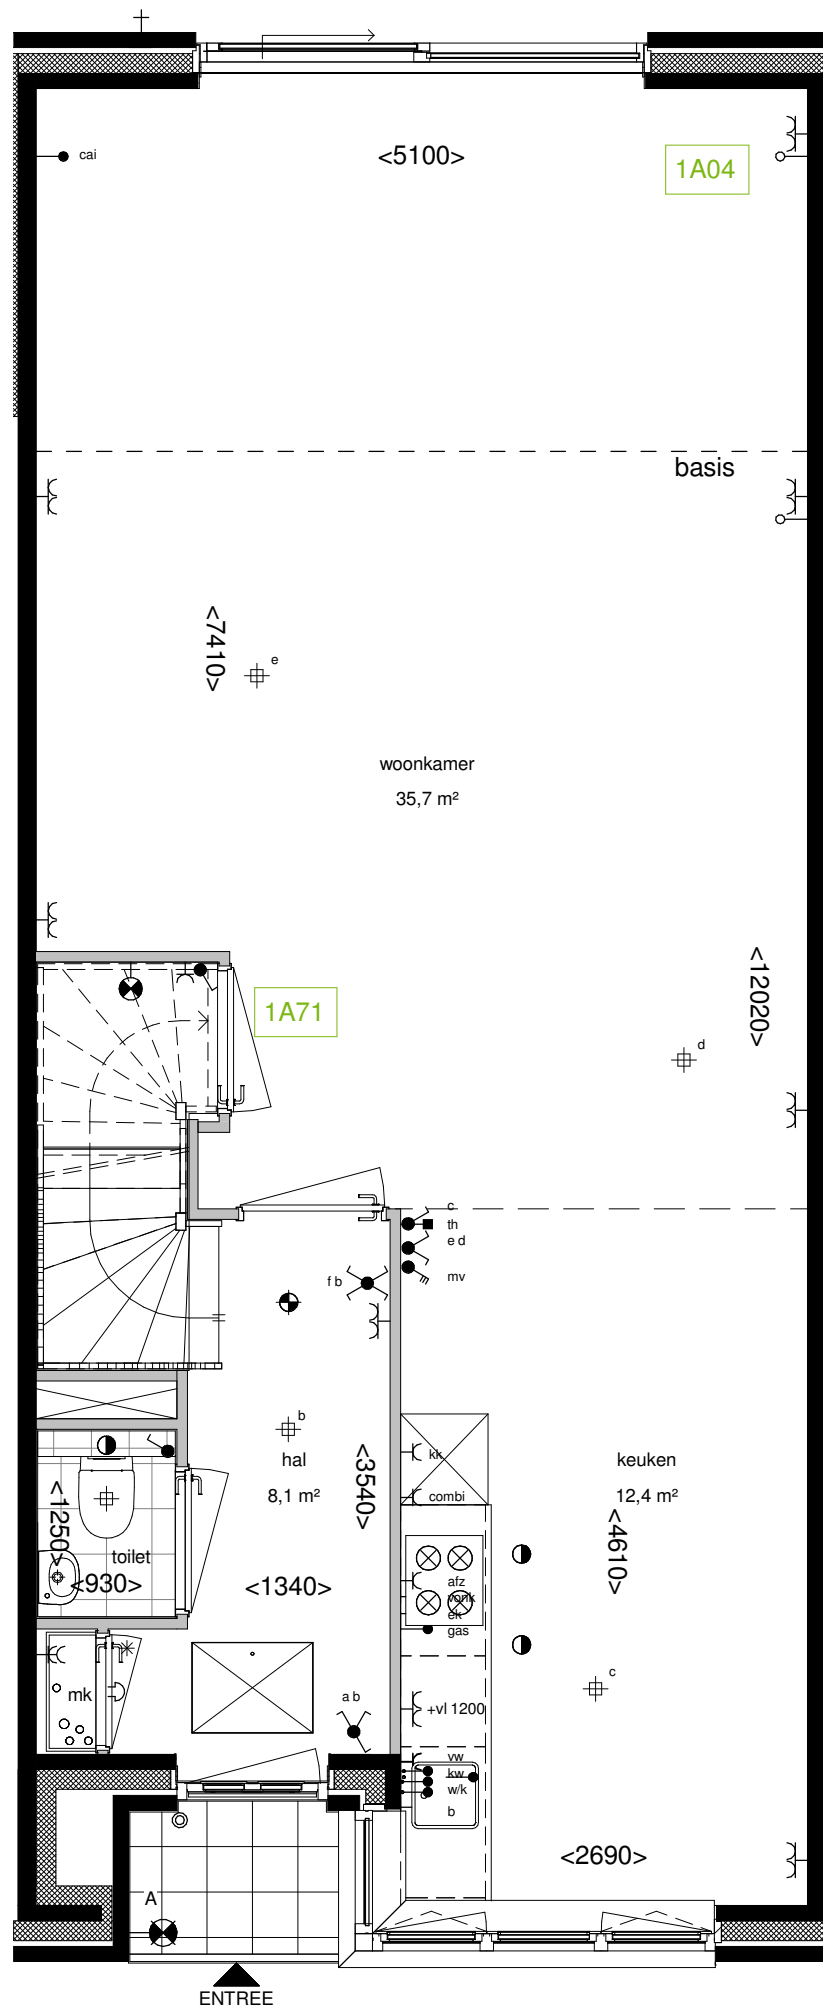 cai
<5100>
1A04
basis
<7410>
e
woonkamer
35,7 m²
<12020>
1A71
d
c
th
e d
mv
f b
b
hal
8,1 m²
<3540>
kk
combi
keuken
12,4 m²
<4610>
<1250>
toilet
<930>
<1340>
afz
vonk
ek
gas
mk
c
a b
+vl 1200
vw
kw
w/k
b
<2690>
A
ENTREE